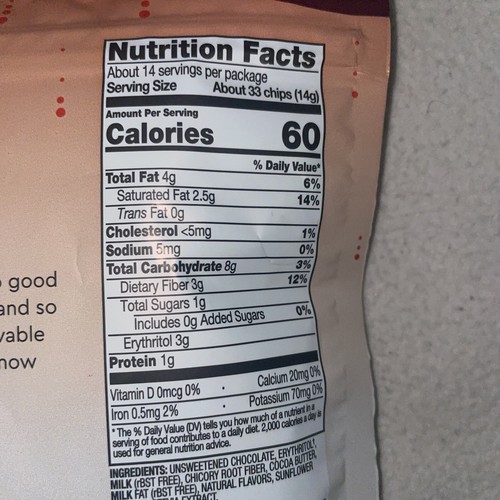 Nutrition Facts
About 14 servings per package
Serving Size About 33 chips (14g)
Amount Per Serving
Calories 60
% Daily Value*
Total Fat 4g 6%
Saturated Fat 2.5g 14%
Trans Fat 0g
Cholesterol <5mg 1%
Sodium 5mg 0%
Total Carbohydrate 8g 3%
Dietary Fiber 3g 12%
Total Sugars 1g
Includes 0g Added Sugars 0%
Erythritol 3g
Protein 1g
Vitamin D 0mcg 0% • Calcium 20mg 0%
Iron 0.5mg 2% • Potassium 70mg 0%
* The % Daily Value (DV) tells you how much of a nutrient in a
serving of food contributes to a daily diet. 2,000 calories a day is
used for general nutrition advice.
INGREDIENTS: UNSWEETENED CHOCOLATE, ERYTHRITOL,
MILK (rBST FREE), CHICORY ROOT FIBER, COCOA BUTTER,
MILK FAT (rBST FREE), NATURAL FLAVORS, SUNFLOWER
EXTRACT.
good
and so
now